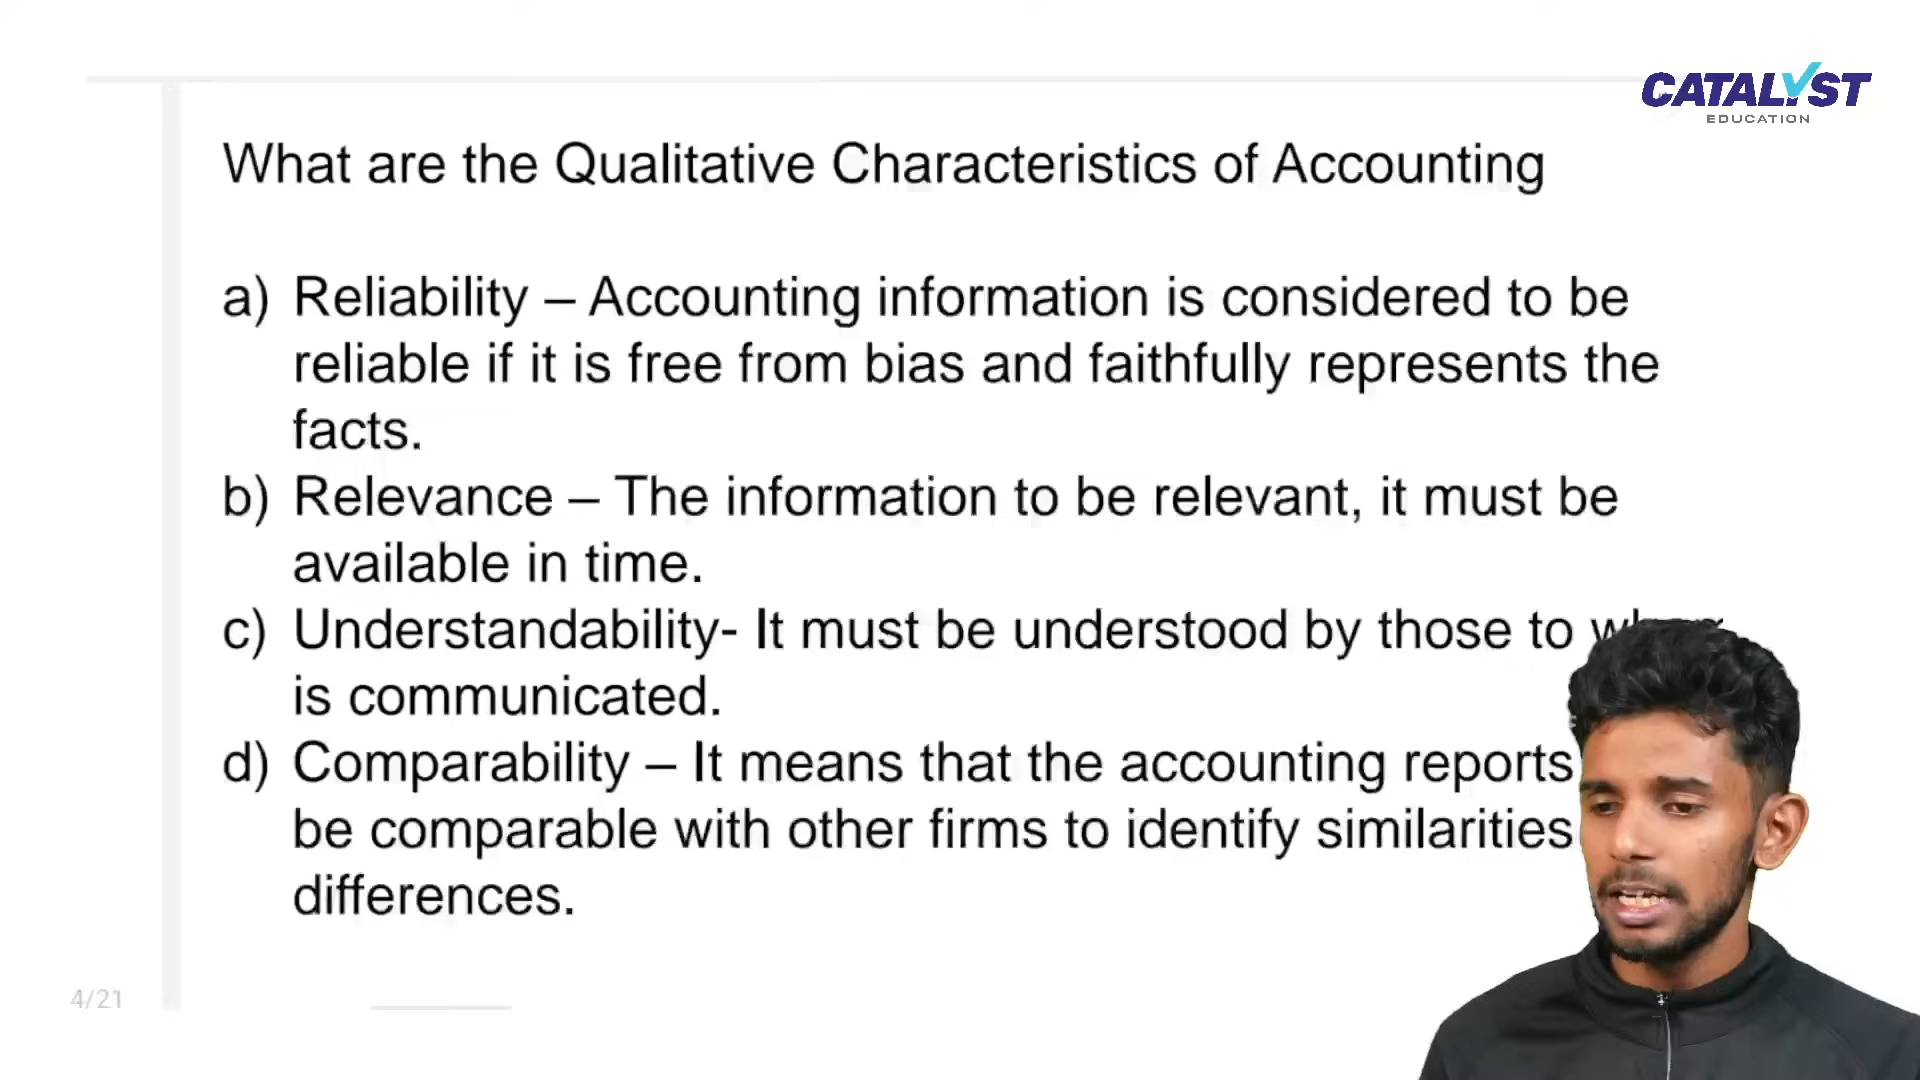 CATALYST
EDUCATION
What are the Qualitative Characteristics of Accounting
a) Reliability – Accounting information is considered to be
reliable if it is free from bias and faithfully represents the
facts.
b) Relevance – The information to be relevant, it must be
available in time.
c) Understandability- It must be understood by those to
is communicated.
d) Comparability – It means that the accounting reports
be comparable with other firms to identify similarities
differences.
4/21